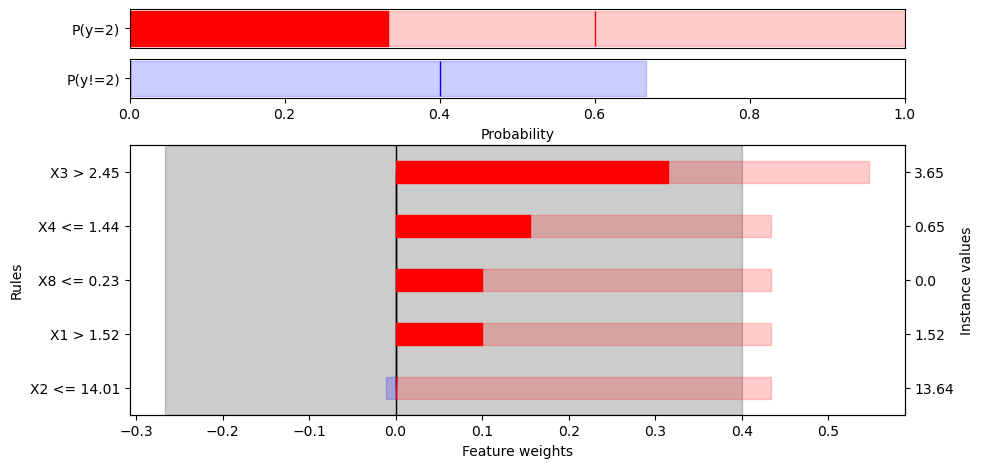 P(y=2)
P(y!=2)
0.0 0.2 0.4 0.6 0.8 1.0
Probability
X3 > 2.45 3.65
X4 <= 1.44 0.65
X8 <= 0.23 0.0
X1 > 1.52 1.52
X2 <= 14.01 13.64
Rules
Instance values
−0.3 −0.2 −0.1 0.0 0.1 0.2 0.3 0.4 0.5
Feature weights